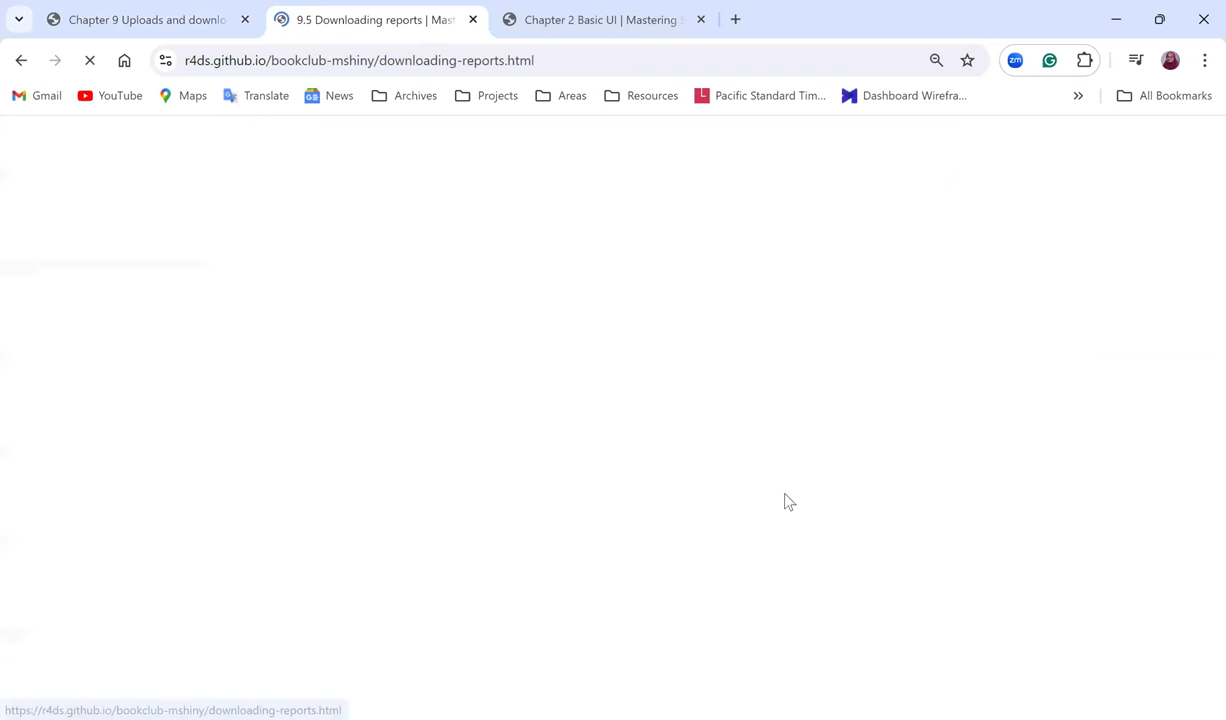 Chapter 9 Uploads and downlo
9.5 Downloading reports | Mast
Chapter 2 Basic UI | Mastering S
r4ds.github.io/bookclub-mshiny/downloading-reports.html
zm
Gmail
YouTube
Maps
Translate
News
Archives
Projects
Areas
Resources
Pacific Standard Tim...
Dashboard Wirefra...
All Bookmarks
https://r4ds.github.io/bookclub-mshiny/downloading-reports.html